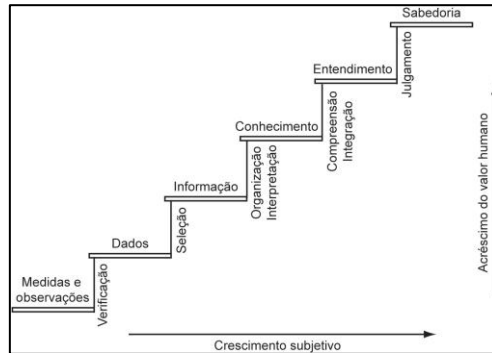 Sabedoria
Julgamento
Entendimento
Compreensão
Integração
Conhecimento
Organização
Interpretação
Informação
Seleção
Dados
Verificação
Medidas e
observações
Acréscimo do valor humano
Crescimento subjetivo